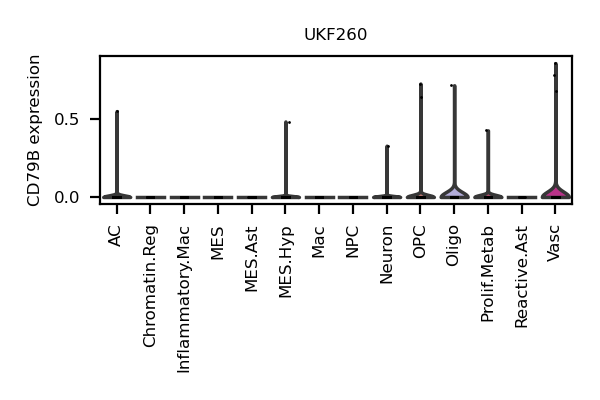 UKF260
CD79B expression
0.5
0.0
AC
Chromatin.Reg
Inflammatory.Mac
MES
MES.Ast
MES.Hyp
Mac
NPC
Neuron
OPC
Oligo
Prolif.Metab
Reactive.Ast
Vasc